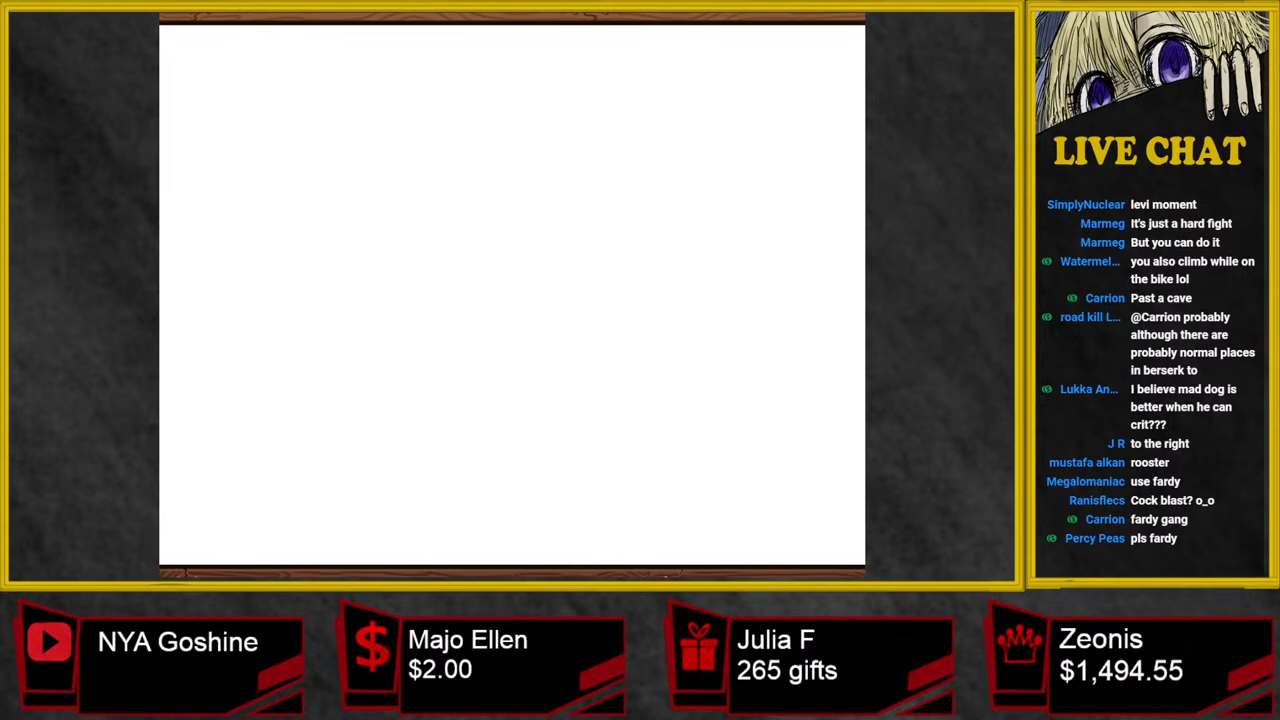 LIVE CHAT
SimplyNuclear levi moment
Marmeg It's just a hard fight
Marmeg But you can do it
Watermel... you also climb while on
the bike lol
Carrion Past a cave
road kill L... @Carrion probably
although there are
probably normal places
in berserk to
Lukka An... I believe mad dog is
better when he can
crit???
J R to the right
mustafa alkan rooster
Megalomaniac use fardy
Ranisflecs Cock blast? o_o
Carrion fardy gang
Percy Peas pls fardy
NYA Goshine
$ Majo Ellen
$2.00
Julia F
265 gifts
Zeonis
$1,494.55